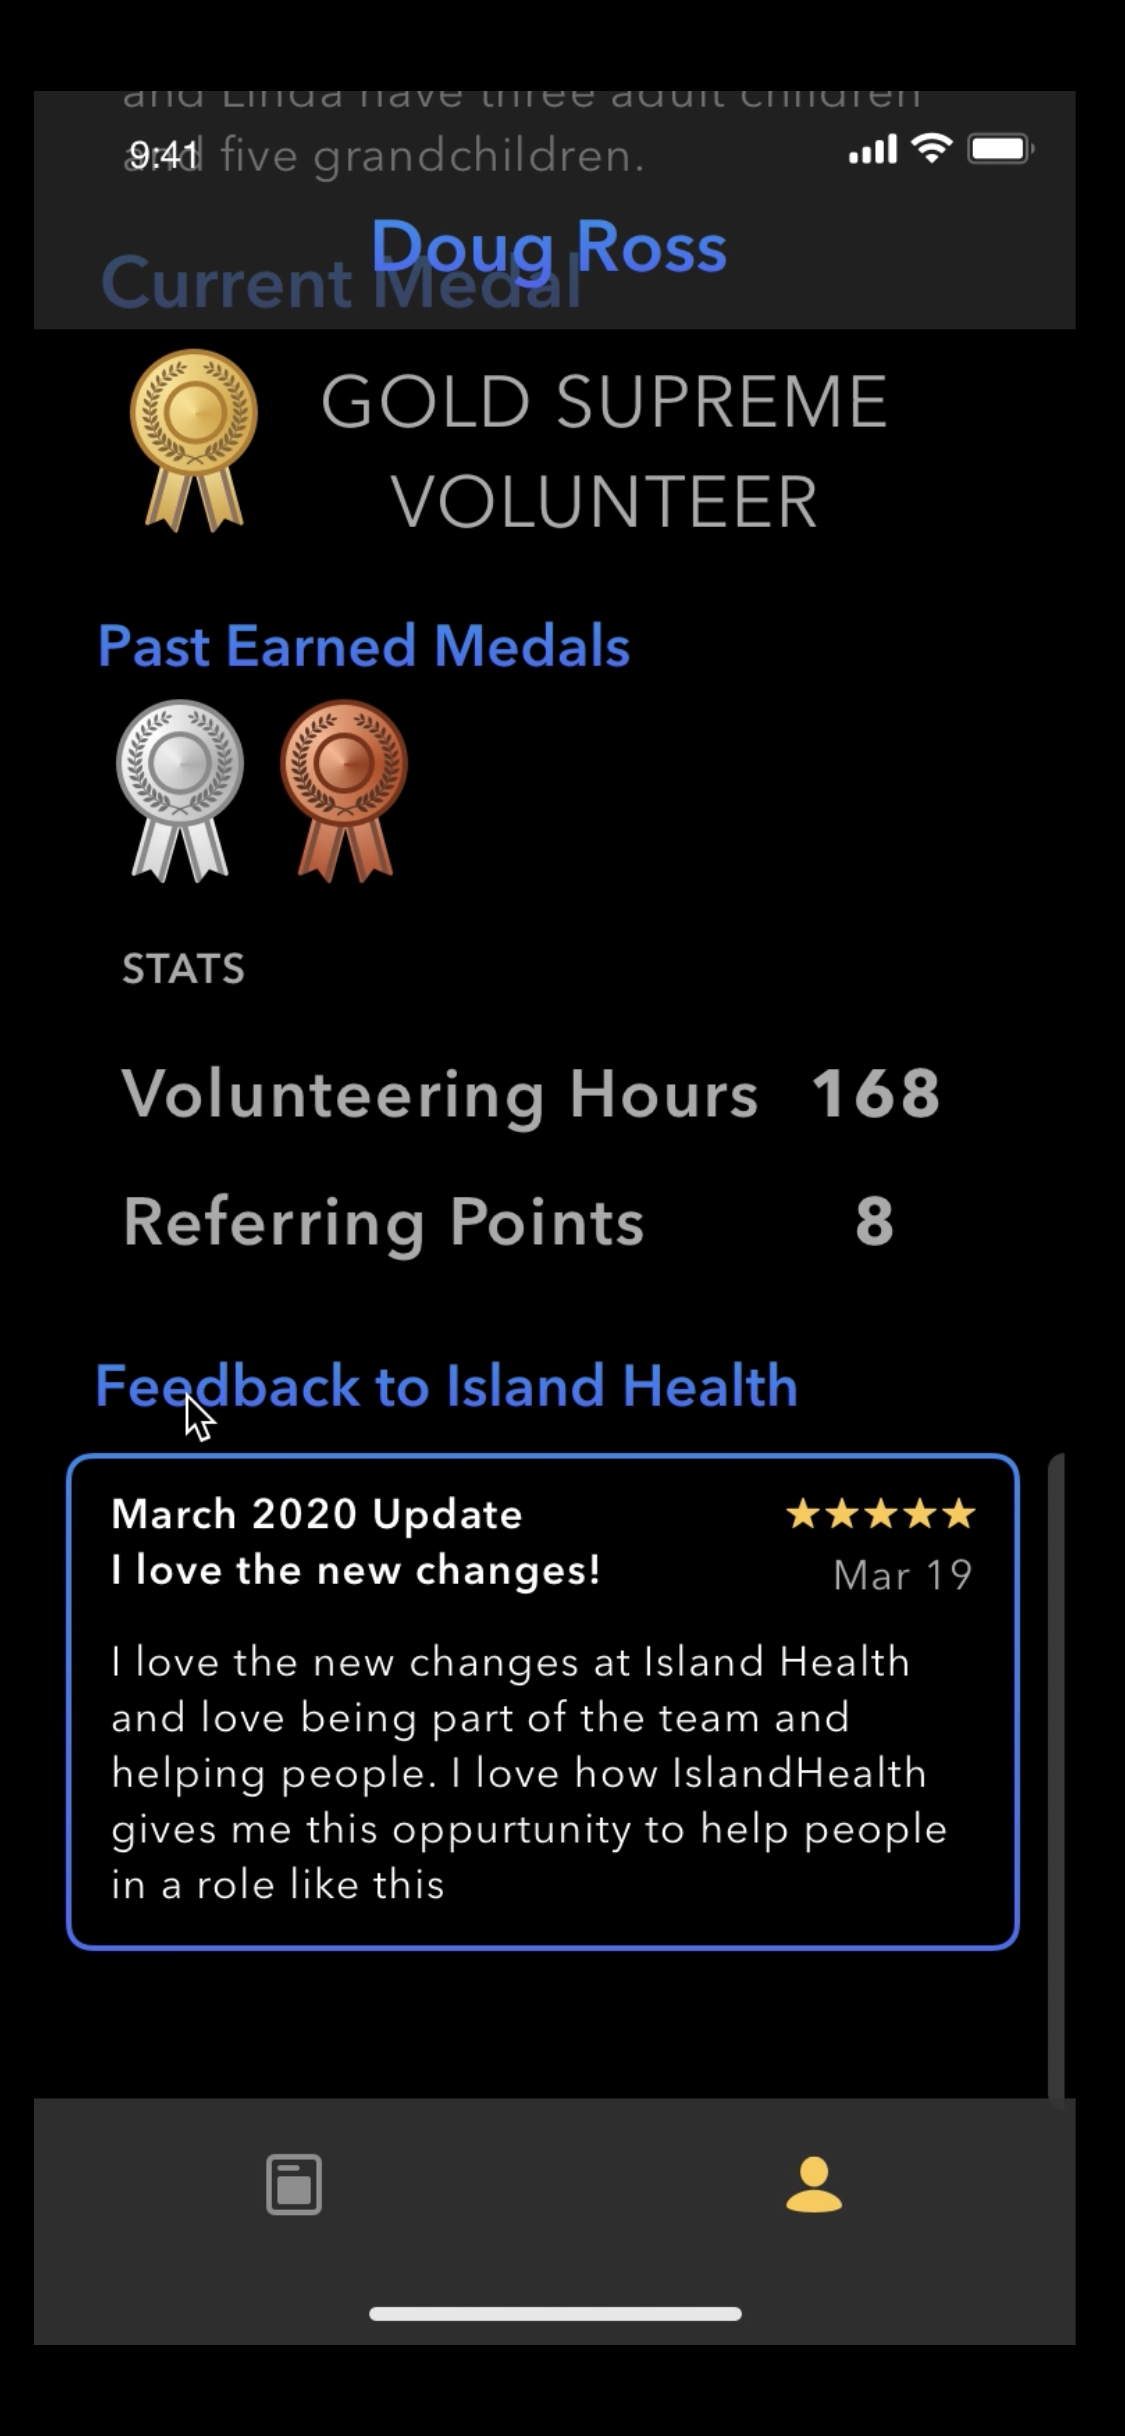 and Linda have three adult children
9:41
and five grandchildren.
Doug Ross
Current Medal
GOLD SUPREME
VOLUNTEER
Past Earned Medals
STATS
Volunteering Hours 168
Referring Points 8
Feedback to Island Health
March 2020 Update
I love the new changes!
Mar 19
I love the new changes at Island Health
and love being part of the team and
helping people. I love how IslandHealth
gives me this oppurtunity to help people
in a role like this